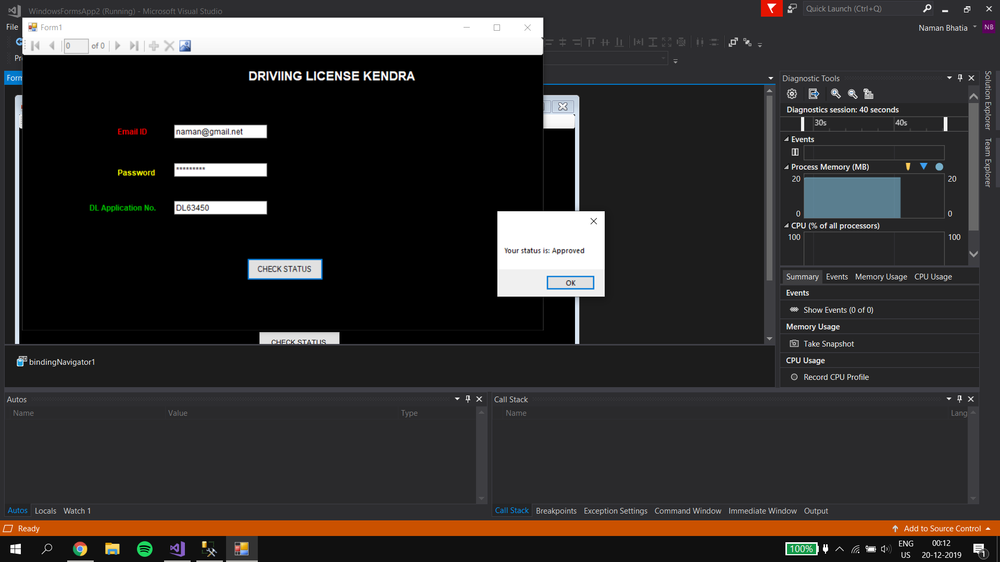 WindowsFormsApp2 (Running) - Microsoft Visual Studio
Quick Launch (Ctrl+Q)
File
Naman Bhatia
NB
Form1
0 of 0
Pr
DRIVIING LICENSE KENDRA
Form
Email ID
naman@gmail.net
Password
*********
DL Application No.
DL63450
CHECK STATUS
Your status is: Approved
OK
CHECK STATUS
bindingNavigator1
Diagnostic Tools
Diagnostics session: 40 seconds
30s
40s
Events
Process Memory (MB)
20
20
0
0
CPU (% of all processors)
100
100
Summary
Events
Memory Usage
CPU Usage
Events
Show Events (0 of 0)
Memory Usage
Take Snapshot
CPU Usage
Record CPU Profile
Solution Explorer
Team Explorer
Autos
Name
Value
Type
Autos
Locals
Watch 1
Call Stack
Name
Lang
Call Stack
Breakpoints
Exception Settings
Command Window
Immediate Window
Output
Ready
Add to Source Control
100%
ENG
US
00:12
20-12-2019
1